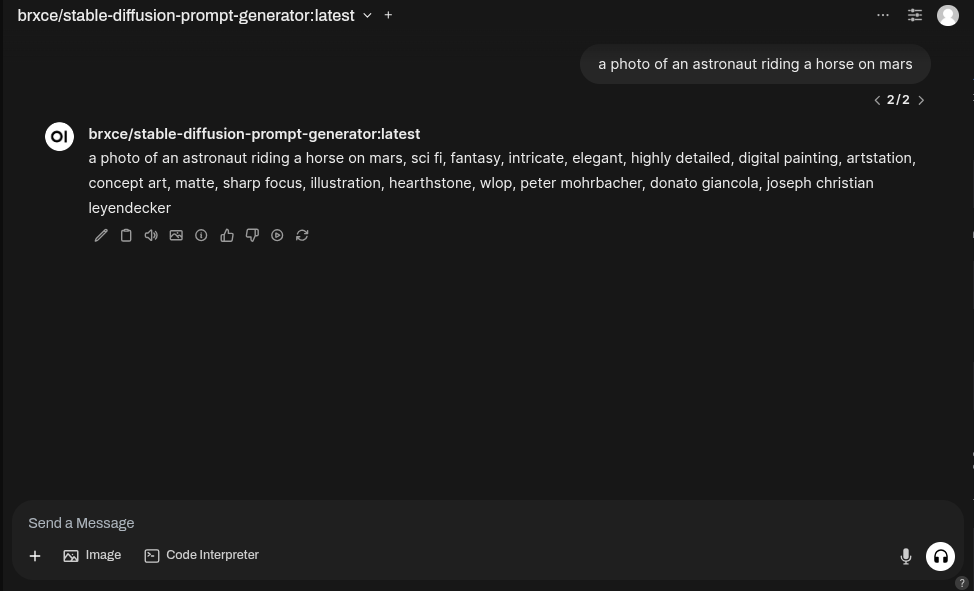 brxce/stable-diffusion-prompt-generator:latest
a photo of an astronaut riding a horse on mars
2/2
OI
brxce/stable-diffusion-prompt-generator:latest
a photo of an astronaut riding a horse on mars, sci fi, fantasy, intricate, elegant, highly detailed, digital painting, artstation,
concept art, matte, sharp focus, illustration, hearthstone, wlop, peter mohrbacher, donato giancola, joseph christian
leyendecker
Send a Message
Image Code Interpreter
?